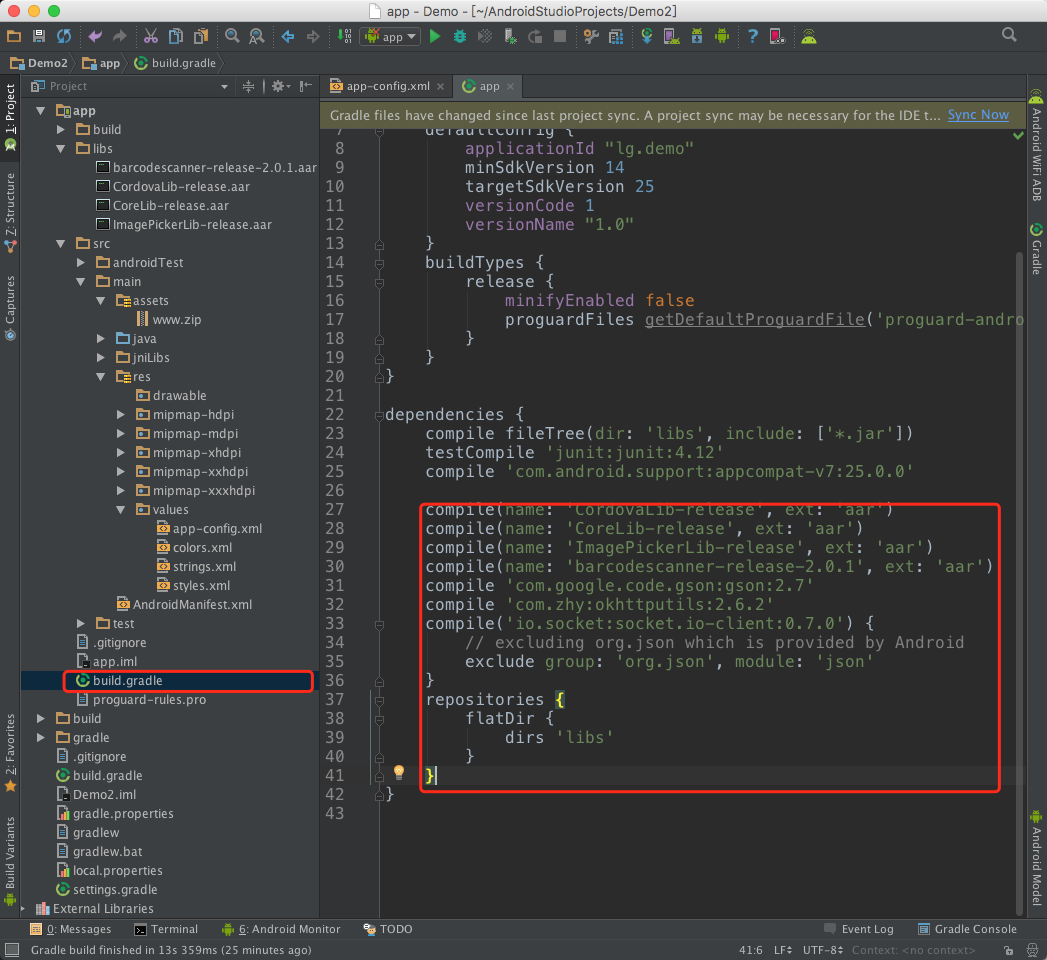 app - Demo - [~/AndroidStudioProjects/Demo2]
app
Demo2 app build.gradle
1: Project
Z: Structure
Captures
2: Favorites
Build Variants
Project
app
build
libs
barcodescanner-release-2.0.1.aar
CordovaLib-release.aar
CoreLib-release.aar
ImagePickerLib-release.aar
src
androidTest
main
assets
www.zip
java
jniLibs
res
drawable
mipmap-hdpi
mipmap-mdpi
mipmap-xhdpi
mipmap-xxhdpi
mipmap-xxxhdpi
values
app-config.xml
colors.xml
strings.xml
styles.xml
AndroidManifest.xml
test
.gitignore
app.iml
build.gradle
proguard-rules.pro
build
gradle
.gitignore
build.gradle
Demo2.iml
gradle.properties
gradlew
gradlew.bat
local.properties
settings.gradle
External Libraries
app-config.xml app
Gradle files have changed since last project sync. A project sync may be necessary for the IDE t... Sync Now
7 defaultConfig {
8 applicationId "lg.demo"
9 minSdkVersion 14
10 targetSdkVersion 25
11 versionCode 1
12 versionName "1.0"
13 }
14 buildTypes {
15 release {
16 minifyEnabled false
17 proguardFiles getDefaultProguardFile('proguard-andro
18 }
19 }
20 }
21
22 dependencies {
23 compile fileTree(dir: 'libs', include: ['*.jar'])
24 testCompile 'junit:junit:4.12'
25 compile 'com.android.support:appcompat-v7:25.0.0'
26
27 compile(name: 'CordovaLib-release', ext: 'aar')
28 compile(name: 'CoreLib-release', ext: 'aar')
29 compile(name: 'ImagePickerLib-release', ext: 'aar')
30 compile(name: 'barcodescanner-release-2.0.1', ext: 'aar')
31 compile 'com.google.code.gson:gson:2.7'
32 compile 'com.zhy:okhttputils:2.6.2'
33 compile('io.socket:socket.io-client:0.7.0') {
34 // excluding org.json which is provided by Android
35 exclude group: 'org.json', module: 'json'
36 }
37 repositories {
38 flatDir {
39 dirs 'libs'
40 }
41 }
42 }
43
Android WiFi ADB
Gradle
Android Model
0: Messages Terminal 6: Android Monitor TODO Event Log Gradle Console
Gradle build finished in 13s 359ms (25 minutes ago) 41:6 LF UTF-8 Context: <no context>